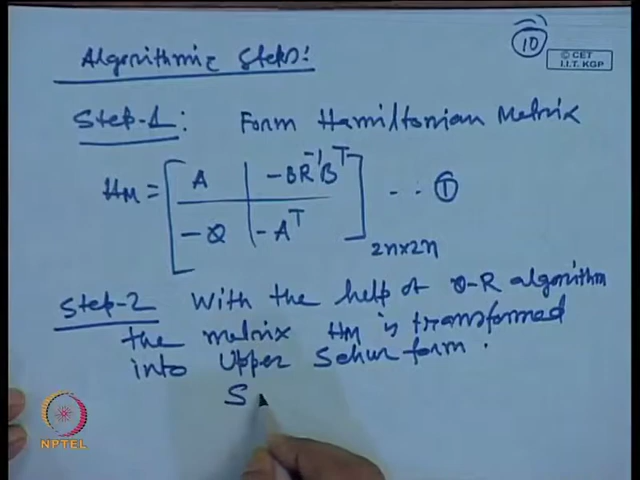 10
© CET
I.I.T. KGP
Algorithmic Steps:
Step-1: Form Hamiltonian Matrix
HM = [ A | -BR⁻¹Bᵀ
-Q | -Aᵀ ] 2n×2n -- ①
Step-2 With the help of Q-R algorithm
the matrix HM is transformed
into Upper Schur form.
S
NPTEL